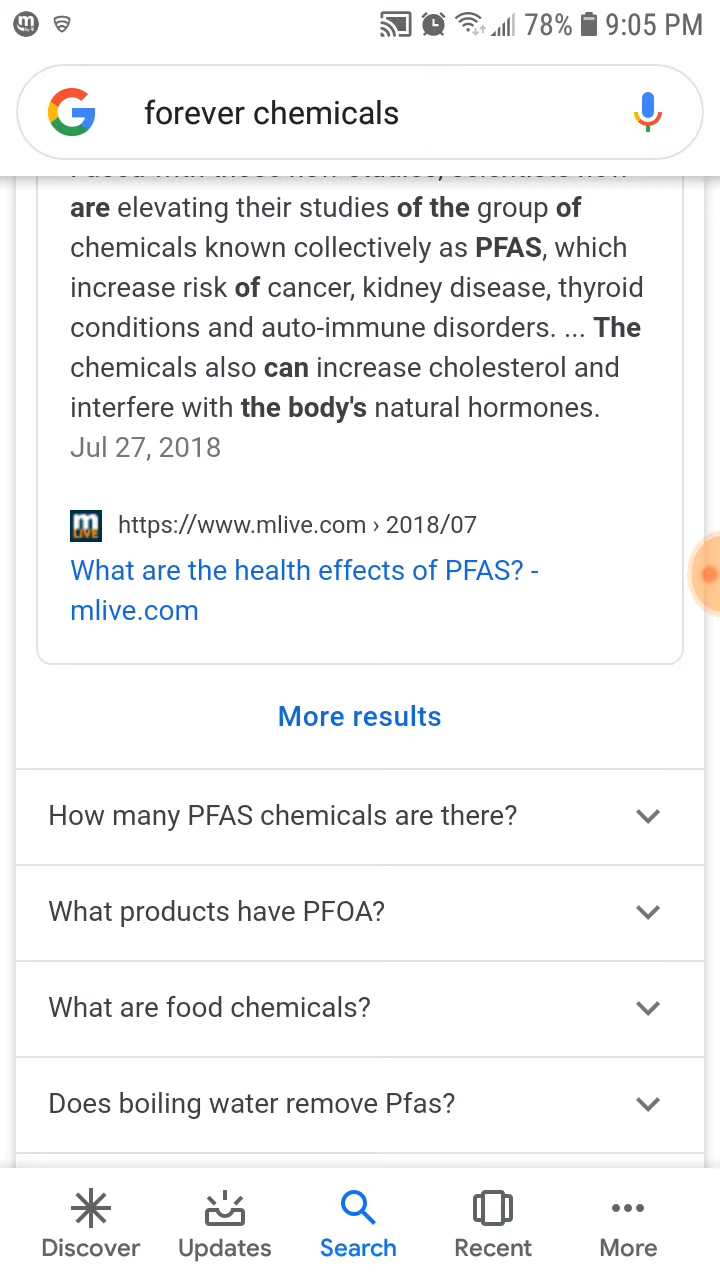 78% 9:05 PM
forever chemicals
are elevating their studies of the group of
chemicals known collectively as PFAS, which
increase risk of cancer, kidney disease, thyroid
conditions and auto-immune disorders. ... The
chemicals also can increase cholesterol and
interfere with the body's natural hormones.
Jul 27, 2018
https://www.mlive.com › 2018/07
What are the health effects of PFAS? -
mlive.com
More results
How many PFAS chemicals are there?
What products have PFOA?
What are food chemicals?
Does boiling water remove Pfas?
Discover Updates Search Recent More